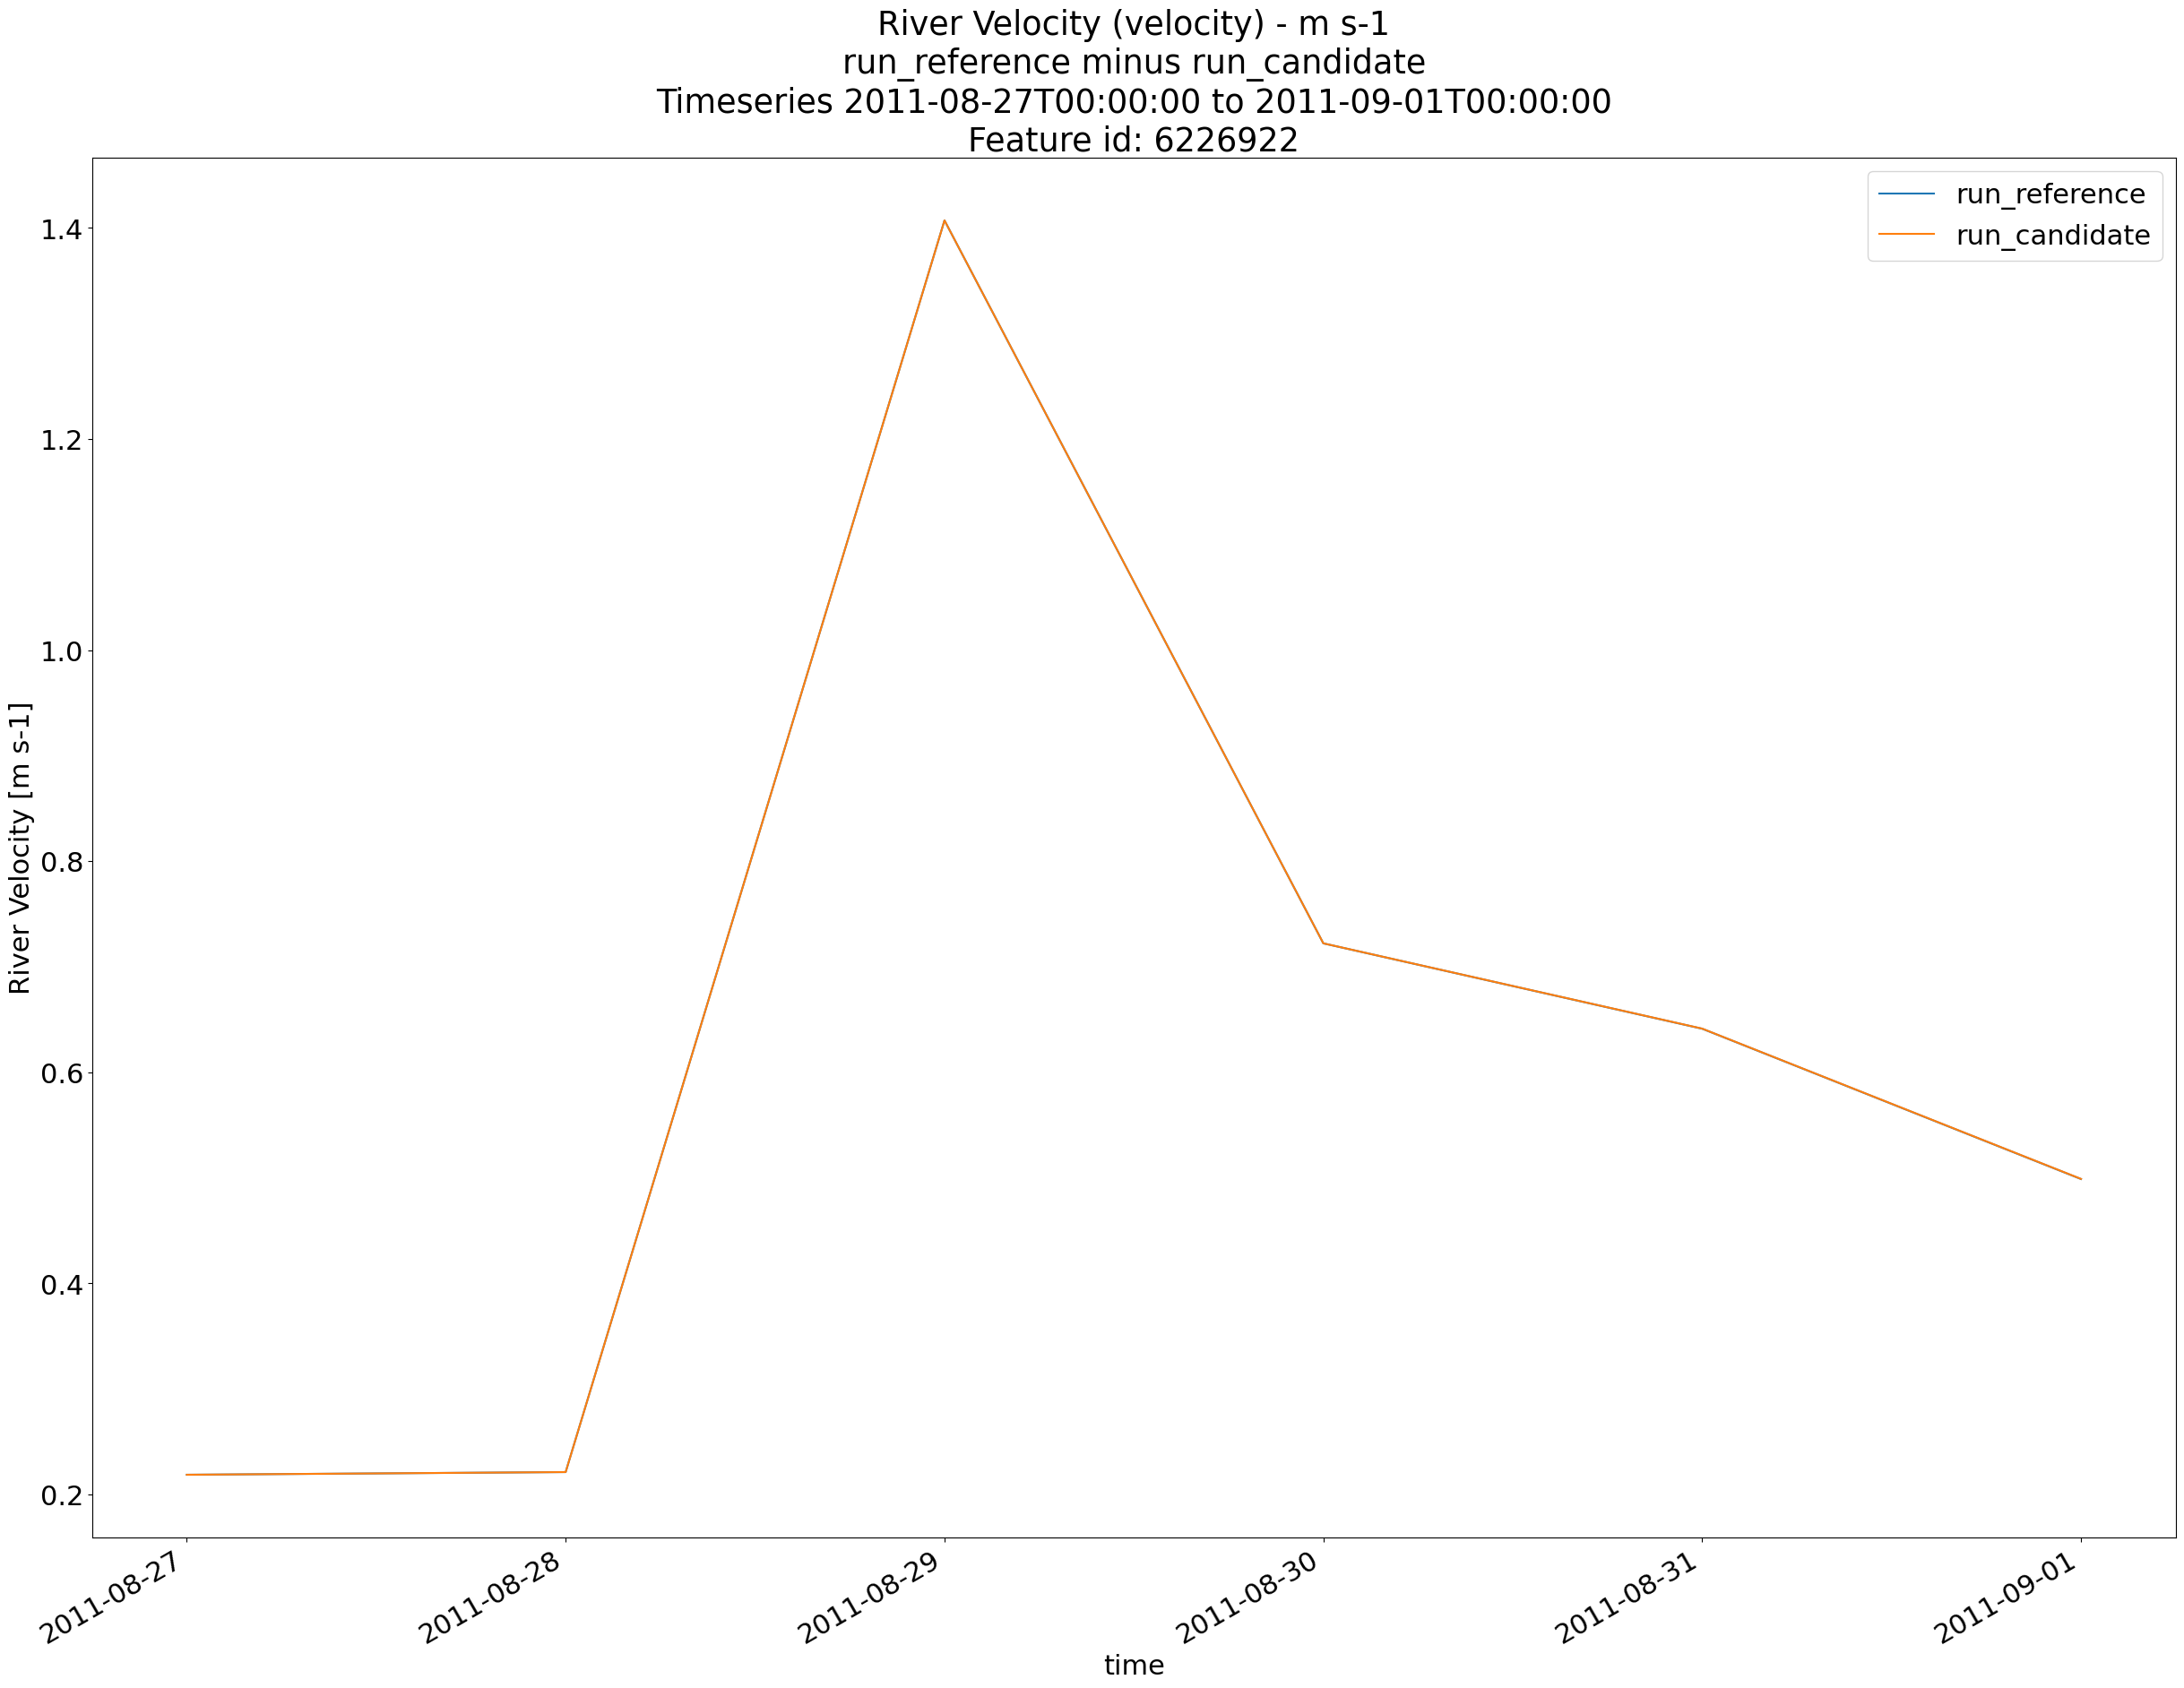 River Velocity (velocity) - m s-1
run_reference minus run_candidate
Timeseries 2011-08-27T00:00:00 to 2011-09-01T00:00:00
Feature id: 6226922
run_reference
run_candidate
1.4
1.2
1.0
0.8
0.6
0.4
0.2
River Velocity [m s-1]
2011-08-27
2011-08-28
2011-08-29
2011-08-30
2011-08-31
2011-09-01
time